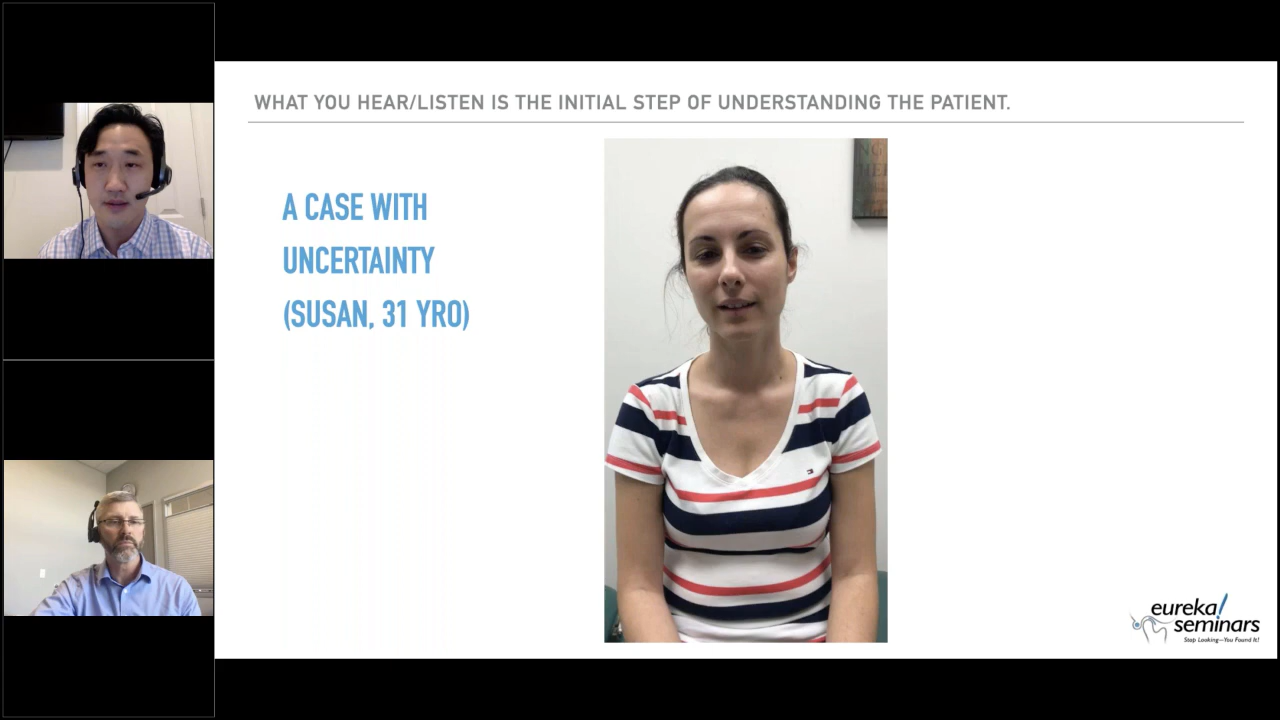 WHAT YOU HEAR/LISTEN IS THE INITIAL STEP OF UNDERSTANDING THE PATIENT.
A CASE WITH
UNCERTAINTY
(SUSAN, 31 YRO)
eureka!
seminars
Stop Looking—You Found It!